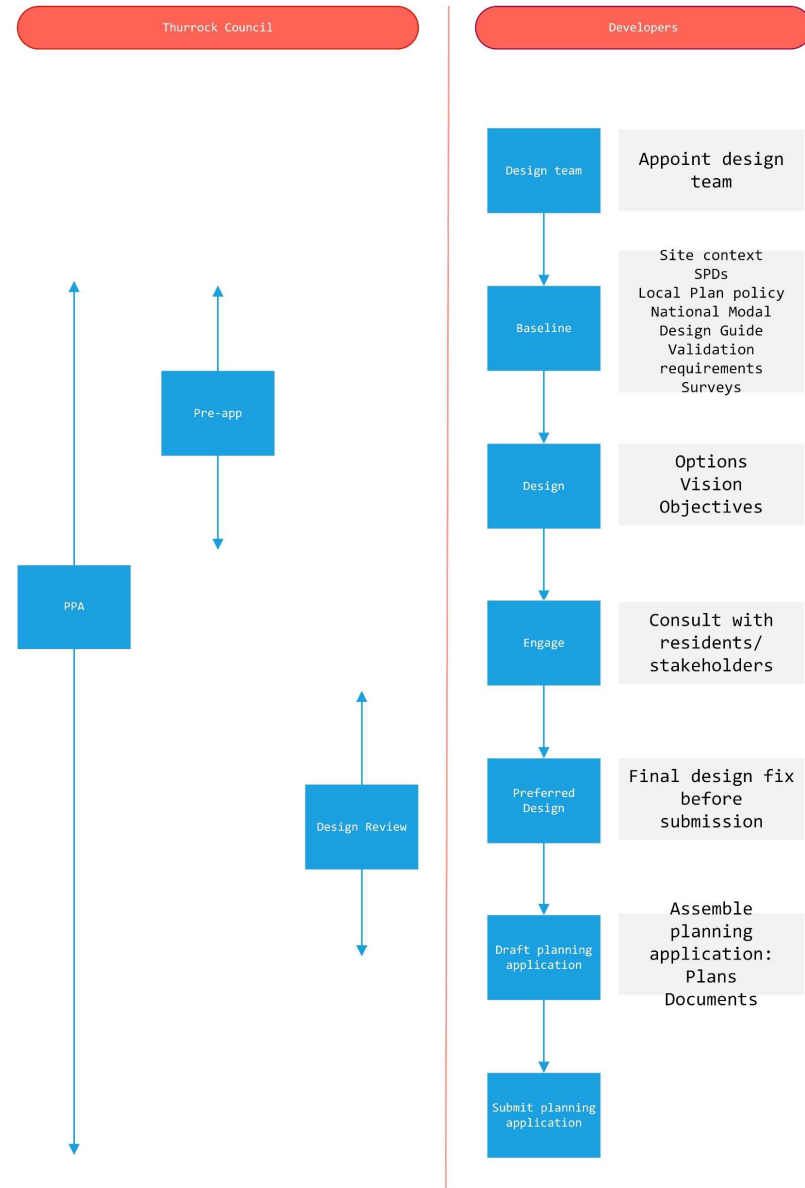 Thurrock Council
Developers
Design team
Appoint design
team
Site context
SPDs
Local Plan policy
National Modal
Design Guide
Validation
requirements
Surveys
Baseline
Pre-app
Design
Options
Vision
Objectives
PPA
Engage
Consult with
residents/
stakeholders
Design Review
Preferred
Design
Final design fix
before
submission
Draft planning
application
Assemble
planning
application:
Plans
Documents
Submit planning
application